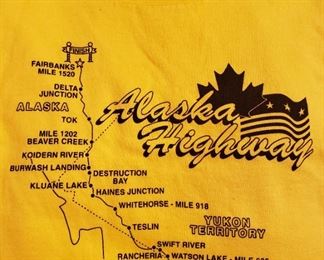 FINISH
FAIRBANKS
MILE 1520
DELTA
JUNCTION
ALASKA
TOK
Alaska
Highway
MILE 1202
BEAVER CREEK
KOIDERN RIVER
BURWASH LANDING
DESTRUCTION
BAY
KLUANE LAKE
HAINES JUNCTION
WHITEHORSE - MILE 918
TESLIN
YUKON
TERRITORY
SWIFT RIVER
RANCHERIA
WATSON LAKE - MILE